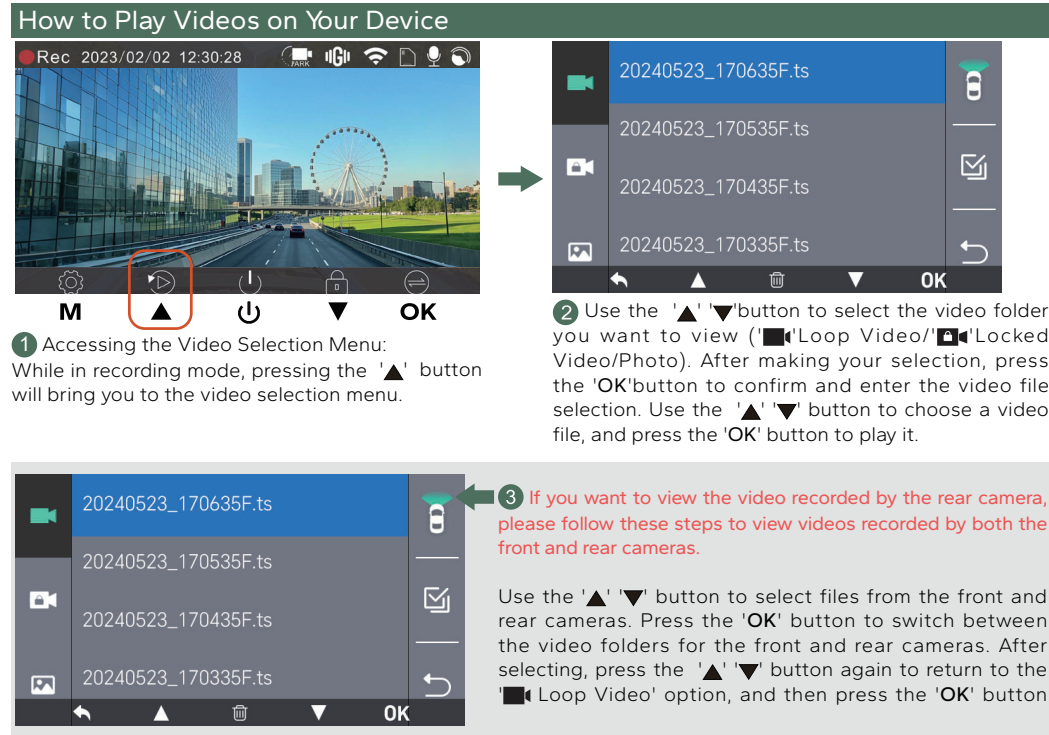 How to Play Videos on Your Device
Rec 2023/02/02 12:30:28
PARK
G
M ▲ ⏻ ▼ OK
1 Accessing the Video Selection Menu:
While in recording mode, pressing the '▲' button
will bring you to the video selection menu.
20240523_170635F.ts
20240523_170535F.ts
20240523_170435F.ts
20240523_170335F.ts
OK
2 Use the '▲' '▼'button to select the video folder
you want to view ('■'Loop Video/'■'Locked
Video/Photo). After making your selection, press
the 'OK'button to confirm and enter the video file
selection. Use the '▲' '▼' button to choose a video
file, and press the 'OK' button to play it.
20240523_170635F.ts
20240523_170535F.ts
20240523_170435F.ts
20240523_170335F.ts
OK
3 If you want to view the video recorded by the rear camera,
please follow these steps to view videos recorded by both the
front and rear cameras.
Use the '▲' '▼' button to select files from the front and
rear cameras. Press the 'OK' button to switch between
the video folders for the front and rear cameras. After
selecting, press the '▲' '▼' button again to return to the
'■ Loop Video' option, and then press the 'OK' button